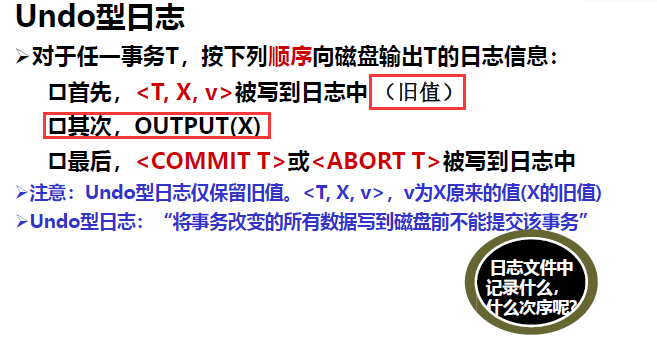 Undo型日志
➢对于任一事务T，按下列顺序向磁盘输出T的日志信息：
□首先，<T, X, v>被写到日志中（旧值）
□其次，OUTPUT(X)
□最后，<COMMIT T>或<ABORT T>被写到日志中
➢注意：Undo型日志仅保留旧值。<T, X, v>，v为X原来的值(X的旧值)
➢Undo型日志：“将事务改变的所有数据写到磁盘前不能提交该事务”
日志文件中
记录什么，
什么次序呢?